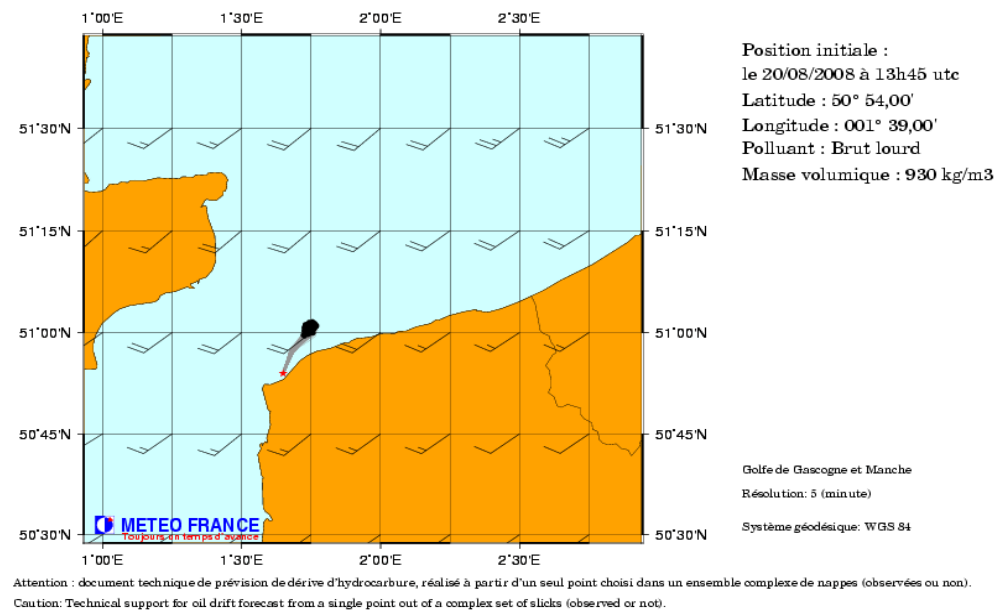 1°00'E 1°30'E 2°00'E 2°30'E
Position initiale :
le 20/08/2008 à 13h45 utc
Latitude : 50° 54,00'
Longitude : 001° 39,00'
Polluant : Brut lourd
Masse volumique : 930 kg/m3
51°30'N 51°30'N
51°15'N 51°15'N
51°00'N 51°00'N
50°45'N 50°45'N
Golfe de Gascogne et Manche
Résolution: 5 (minute)
Système géodésique: WGS 84
METEO FRANCE
Toujours un temps d'avance
50°30'N 50°30'N
1°00'E 1°30'E 2°00'E 2°30'E
Attention : document technique de prévision de dérive d'hydrocarbure, réalisé à partir d'un seul point choisi dans un ensemble complexe de nappes (observées ou non).
Caution: Technical support for oil drift forecast from a single point out of a complex set of slicks (observed or not).